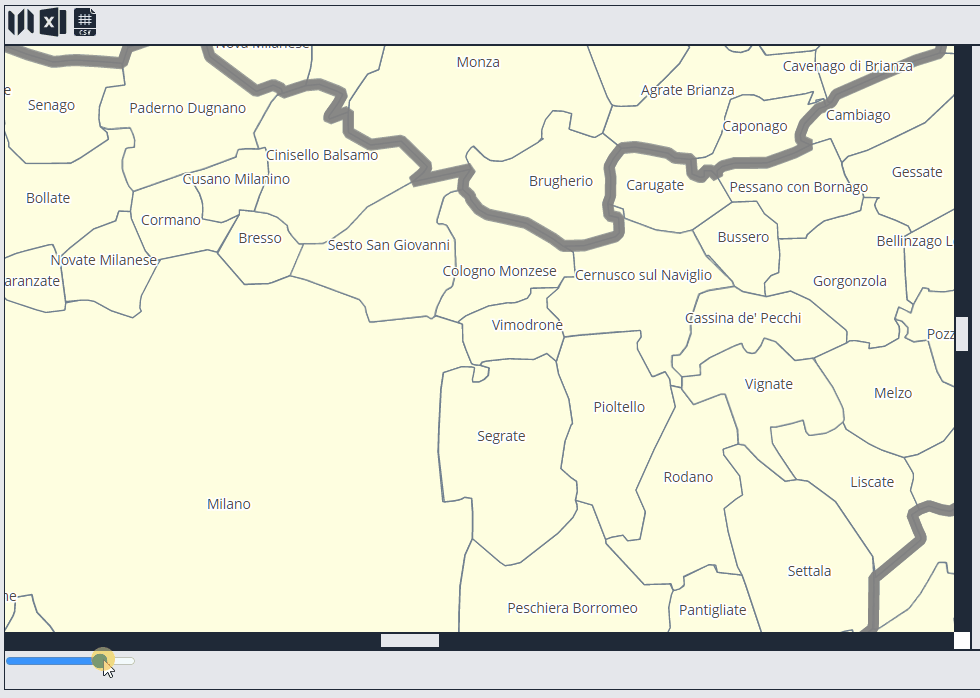 X
CSV
Nova Milanese
Monza
Cavenago di Brianza
Agrate Brianza
Senago
Paderno Dugnano
Cambiago
Caponago
Cinisello Balsamo
Gessate
Cusano Milanino
Brugherio
Carugate
Pessano con Bornago
Bollate
Cormano
Bresso
Sesto San Giovanni
Bussero
Bellinzago L
Novate Milanese
Cologno Monzese
Cernusco sul Naviglio
aranzate
Gorgonzola
Vimodrone
Cassina de' Pecchi
Pozz
Vignate
Melzo
Pioltello
Segrate
Rodano
Liscate
Milano
Settala
ne
Peschiera Borromeo
Pantigliate